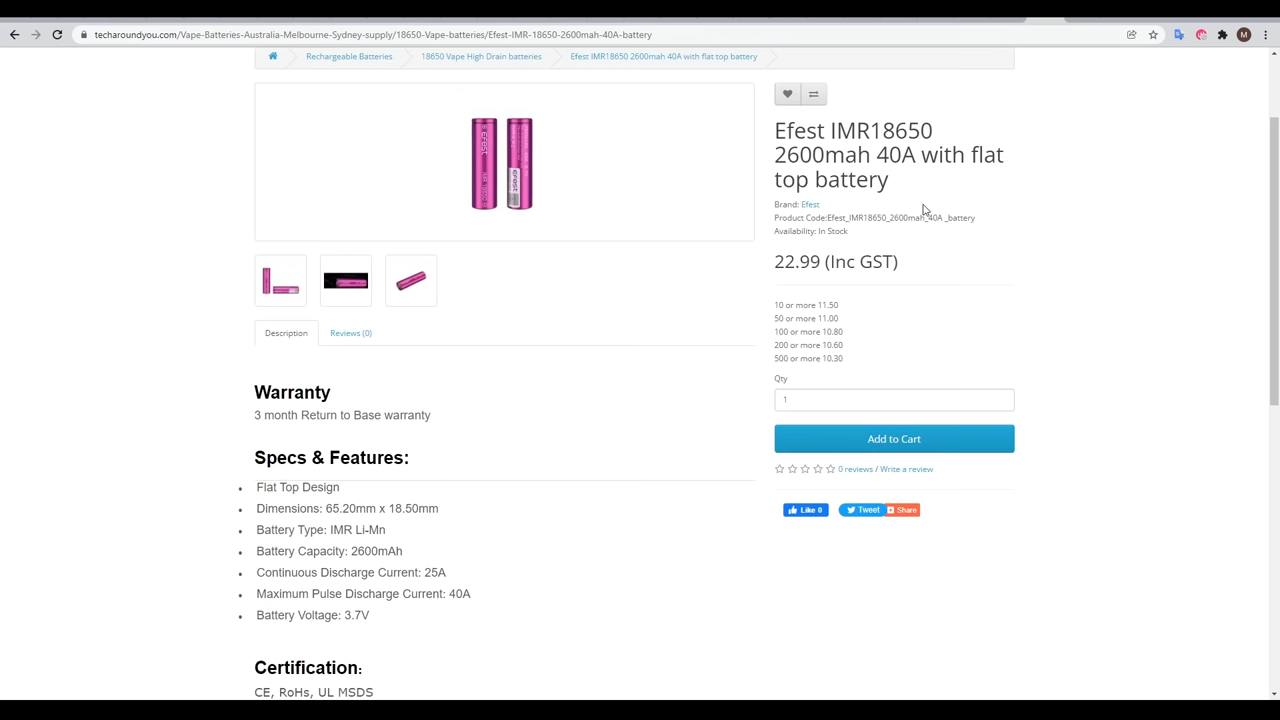 techaroundyou.com/Vape-Batteries-Australia-Melbourne-Sydney-supply/18650-Vape-batteries/Efest-IMR-18650-2600mah-40A-battery
M
Rechargeable Batteries
18650 Vape High Drain batteries
Efest IMR18650 2600mah 40A with flat top battery
Efest IMR18650
2600mah 40A with flat
top battery
Brand: Efest
Product Code:Efest_IMR18650_2600mah_40A _battery
Availability: In Stock
22.99 (Inc GST)
10 or more 11.50
50 or more 11.00
100 or more 10.80
200 or more 10.60
500 or more 10.30
Qty
1
Add to Cart
0 reviews / Write a review
Like 0
Tweet
Share
efest
efest
Description
Reviews (0)
Warranty
3 month Return to Base warranty
Specs & Features:
• Flat Top Design
• Dimensions: 65.20mm x 18.50mm
• Battery Type: IMR Li-Mn
• Battery Capacity: 2600mAh
• Continuous Discharge Current: 25A
• Maximum Pulse Discharge Current: 40A
• Battery Voltage: 3.7V
Certification:
CE, RoHs, UL MSDS